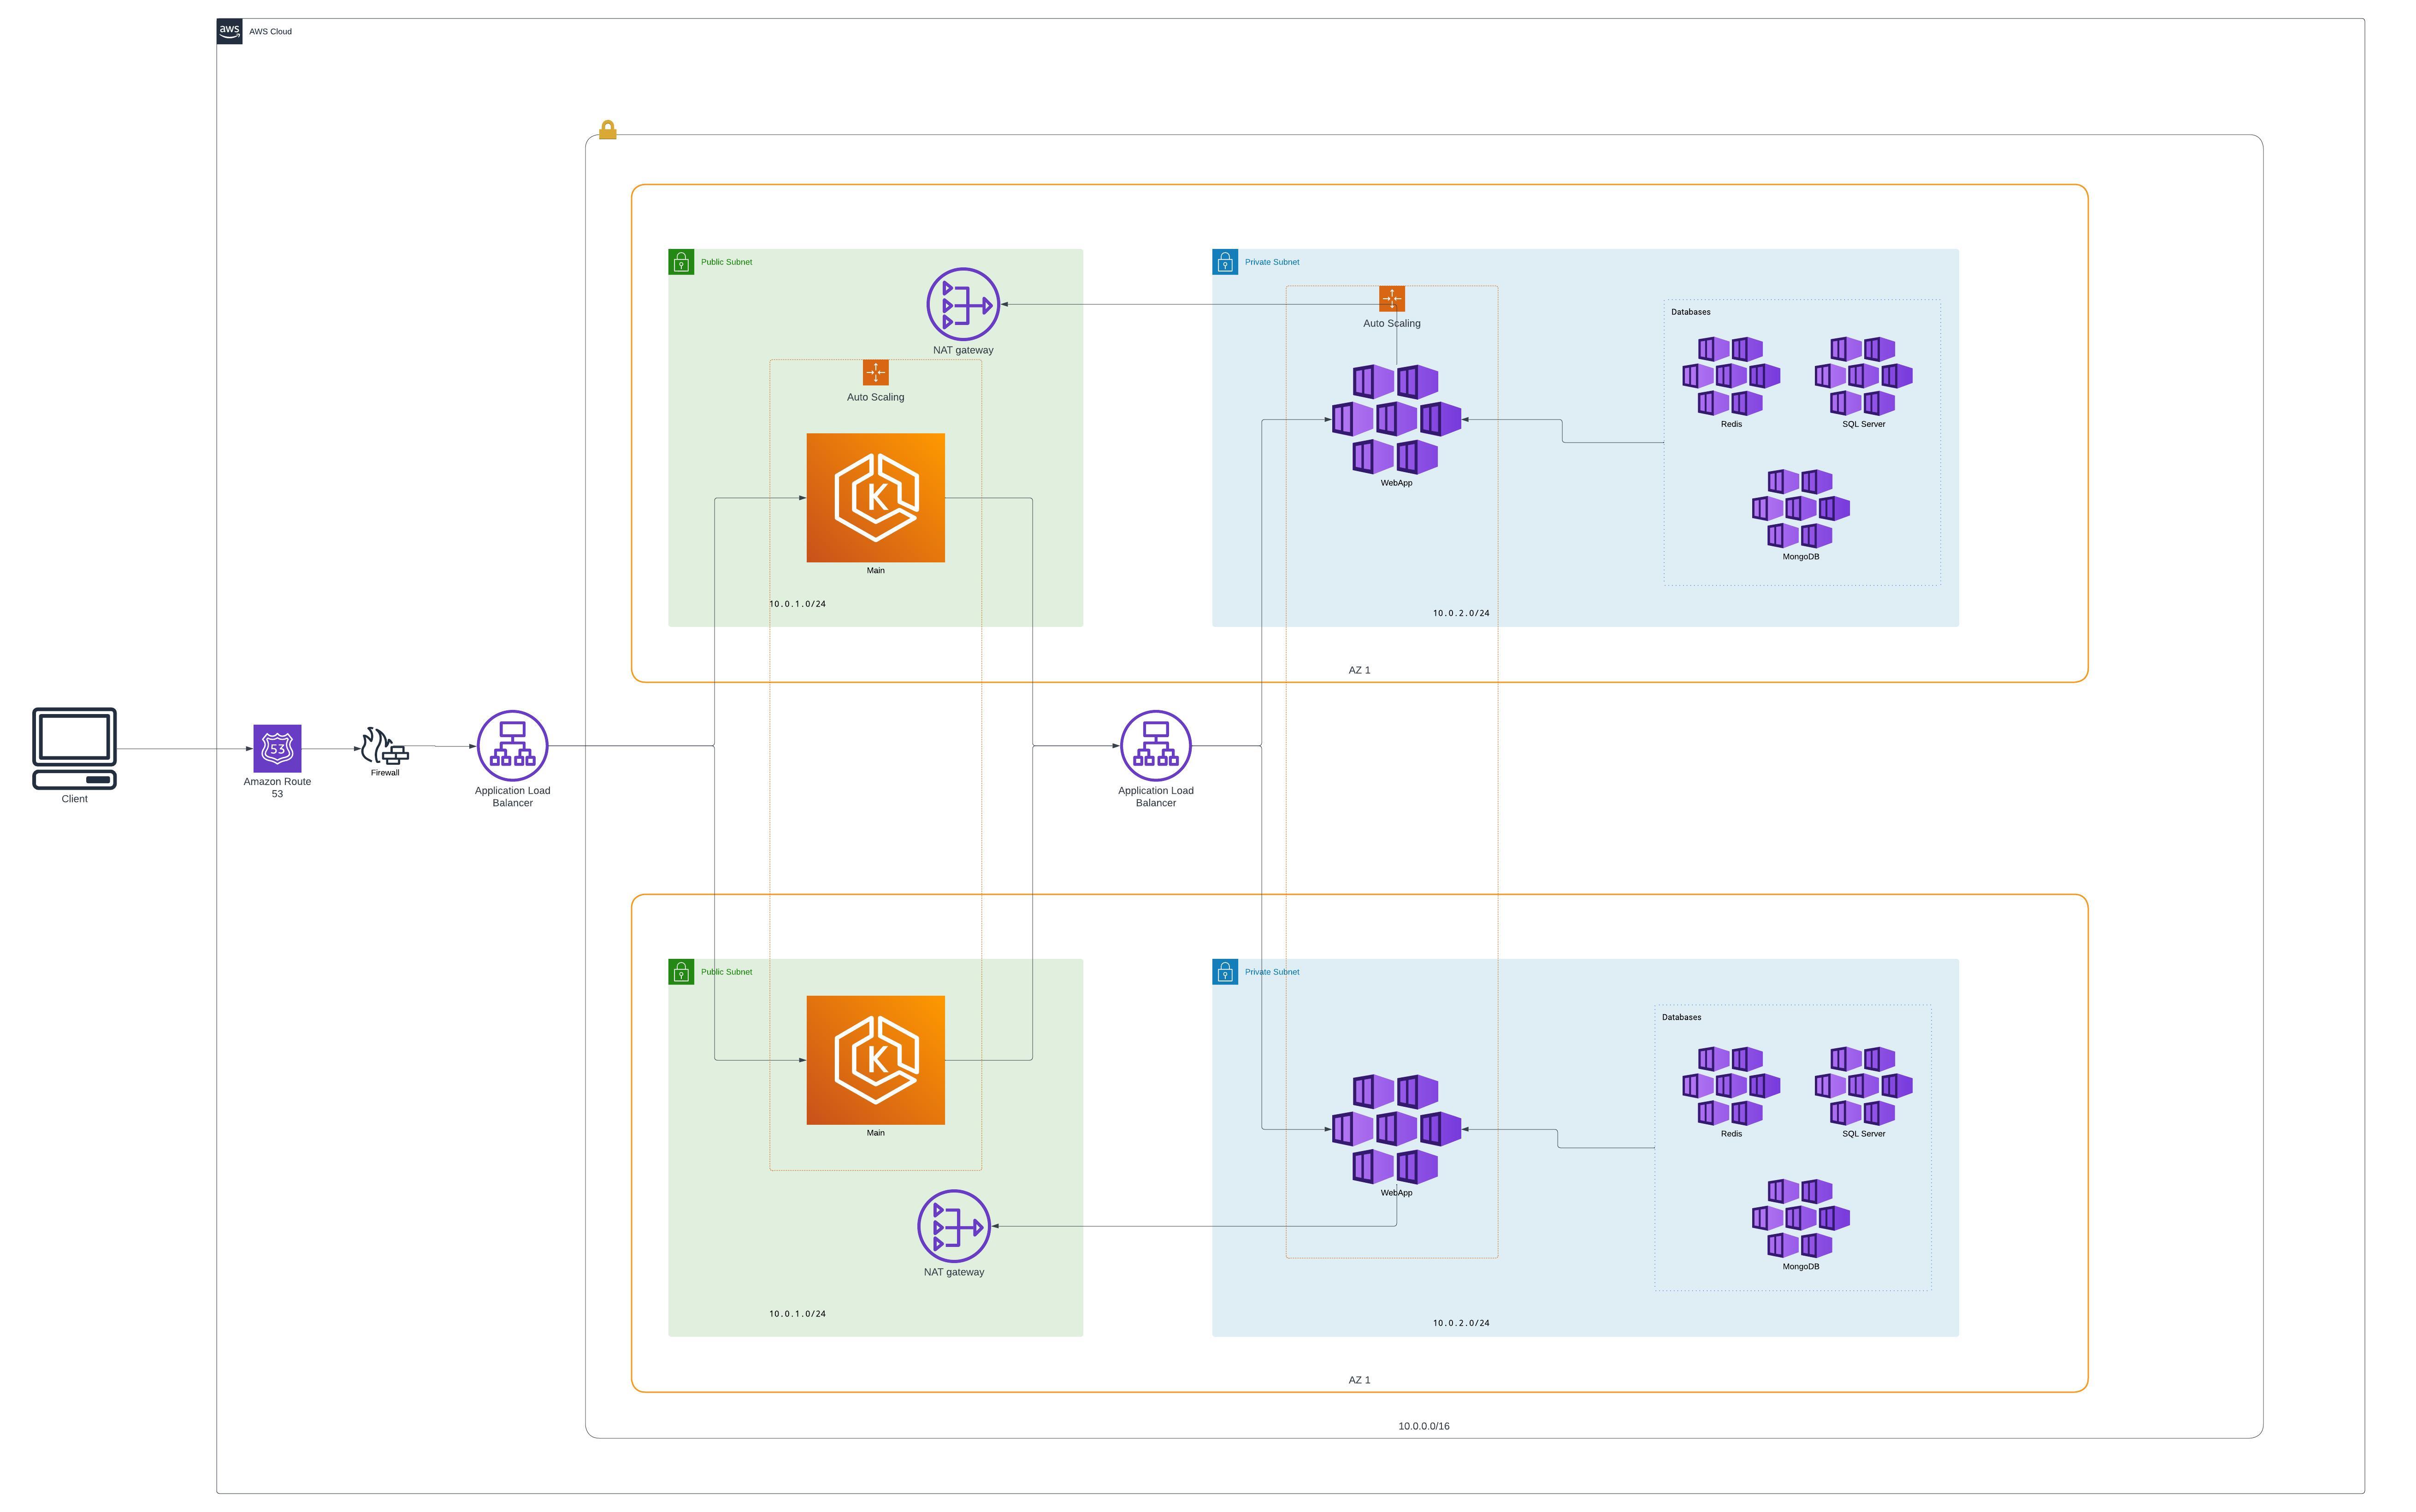 aws
AWS Cloud
Public Subnet
NAT gateway
Auto Scaling
K
Main
10.0.1.0/24
Private Subnet
Auto Scaling
WebApp
10.0.2.0/24
Databases
Redis
SQL Server
MongoDB
AZ 1
Client
53
Amazon Route
53
Firewall
Application Load
Balancer
Application Load
Balancer
Public Subnet
K
Main
NAT gateway
10.0.1.0/24
Private Subnet
WebApp
10.0.2.0/24
Databases
Redis
SQL Server
MongoDB
AZ 1
10.0.0.0/16